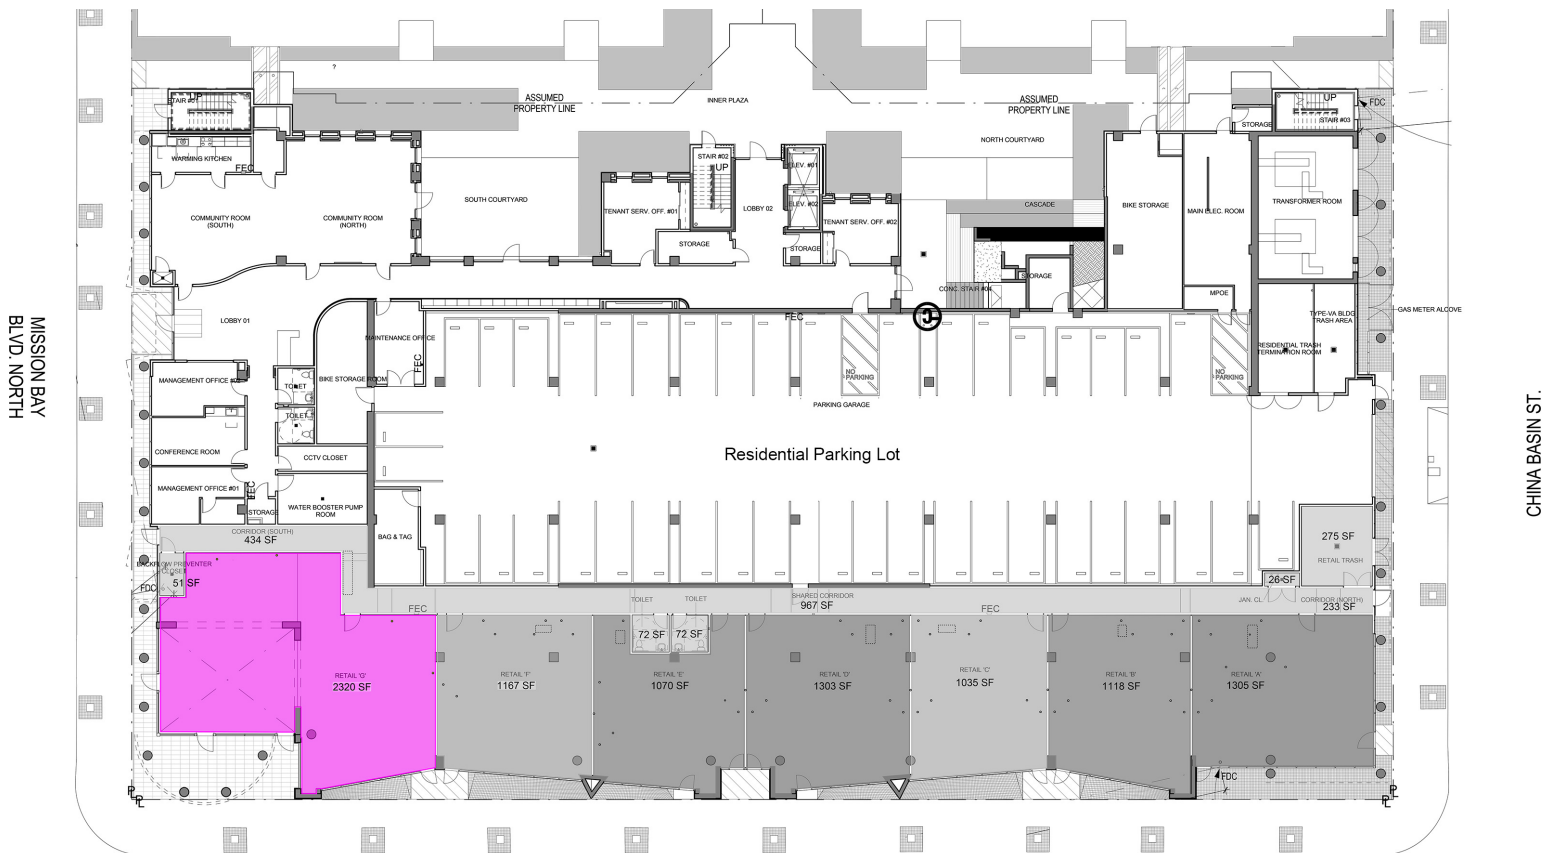 ?
ASSUMED
PROPERTY LINE
INNER PLAZA
ASSUMED
PROPERTY LINE
UP
STAIR #01
UP
STAIR #03
FDC
STORAGE
NORTH COURTYARD
WARMING KITCHEN
FEC
STAIR #02
UP
ELEV. #01
ELEV. #02
COMMUNITY ROOM
(SOUTH)
COMMUNITY ROOM
(NORTH)
SOUTH COURTYARD
TENANT SERV. OFF. #01
LOBBY 02
TENANT SERV. OFF. #02
STORAGE
STORAGE
CASCADE
BIKE STORAGE
MAIN ELEC. ROOM
TRANSFORMER ROOM
STORAGE
CONC. STAIR #04
MPOE
GAS METER ALCOVE
TYPE-VA BLDG
TRASH AREA
RESIDENTIAL TRASH
TERMINATION ROOM
MISSION BAY
BLVD. NORTH
LOBBY 01
MAINTENANCE OFFICE
FEC
FEC
MANAGEMENT OFFICE #02
TOILET
TOILET
BIKE STORAGE ROOM
NO
PARKING
NO
PARKING
PARKING GARAGE
Residential Parking Lot
CHINA BASIN ST.
CONFERENCE ROOM
CCTV CLOSET
MANAGEMENT OFFICE #01
FEC
STORAGE
WATER BOOSTER PUMP
ROOM
BAG & TAG
CORRIDOR (SOUTH)
434 SF
BACKFLOW PREVENTER
CLOSET
51 SF
FDC
275 SF
RETAIL TRASH
26 SF
JAN. CL.
CORRIDOR (NORTH)
233 SF
FEC
TOILET
TOILET
SHARED CORRIDOR
967 SF
FEC
72 SF
72 SF
RETAIL 'G'
2320 SF
RETAIL 'F'
1167 SF
RETAIL 'E'
1070 SF
RETAIL 'D'
1303 SF
RETAIL 'C'
1035 SF
RETAIL 'B'
1118 SF
RETAIL 'A'
1305 SF
FDC